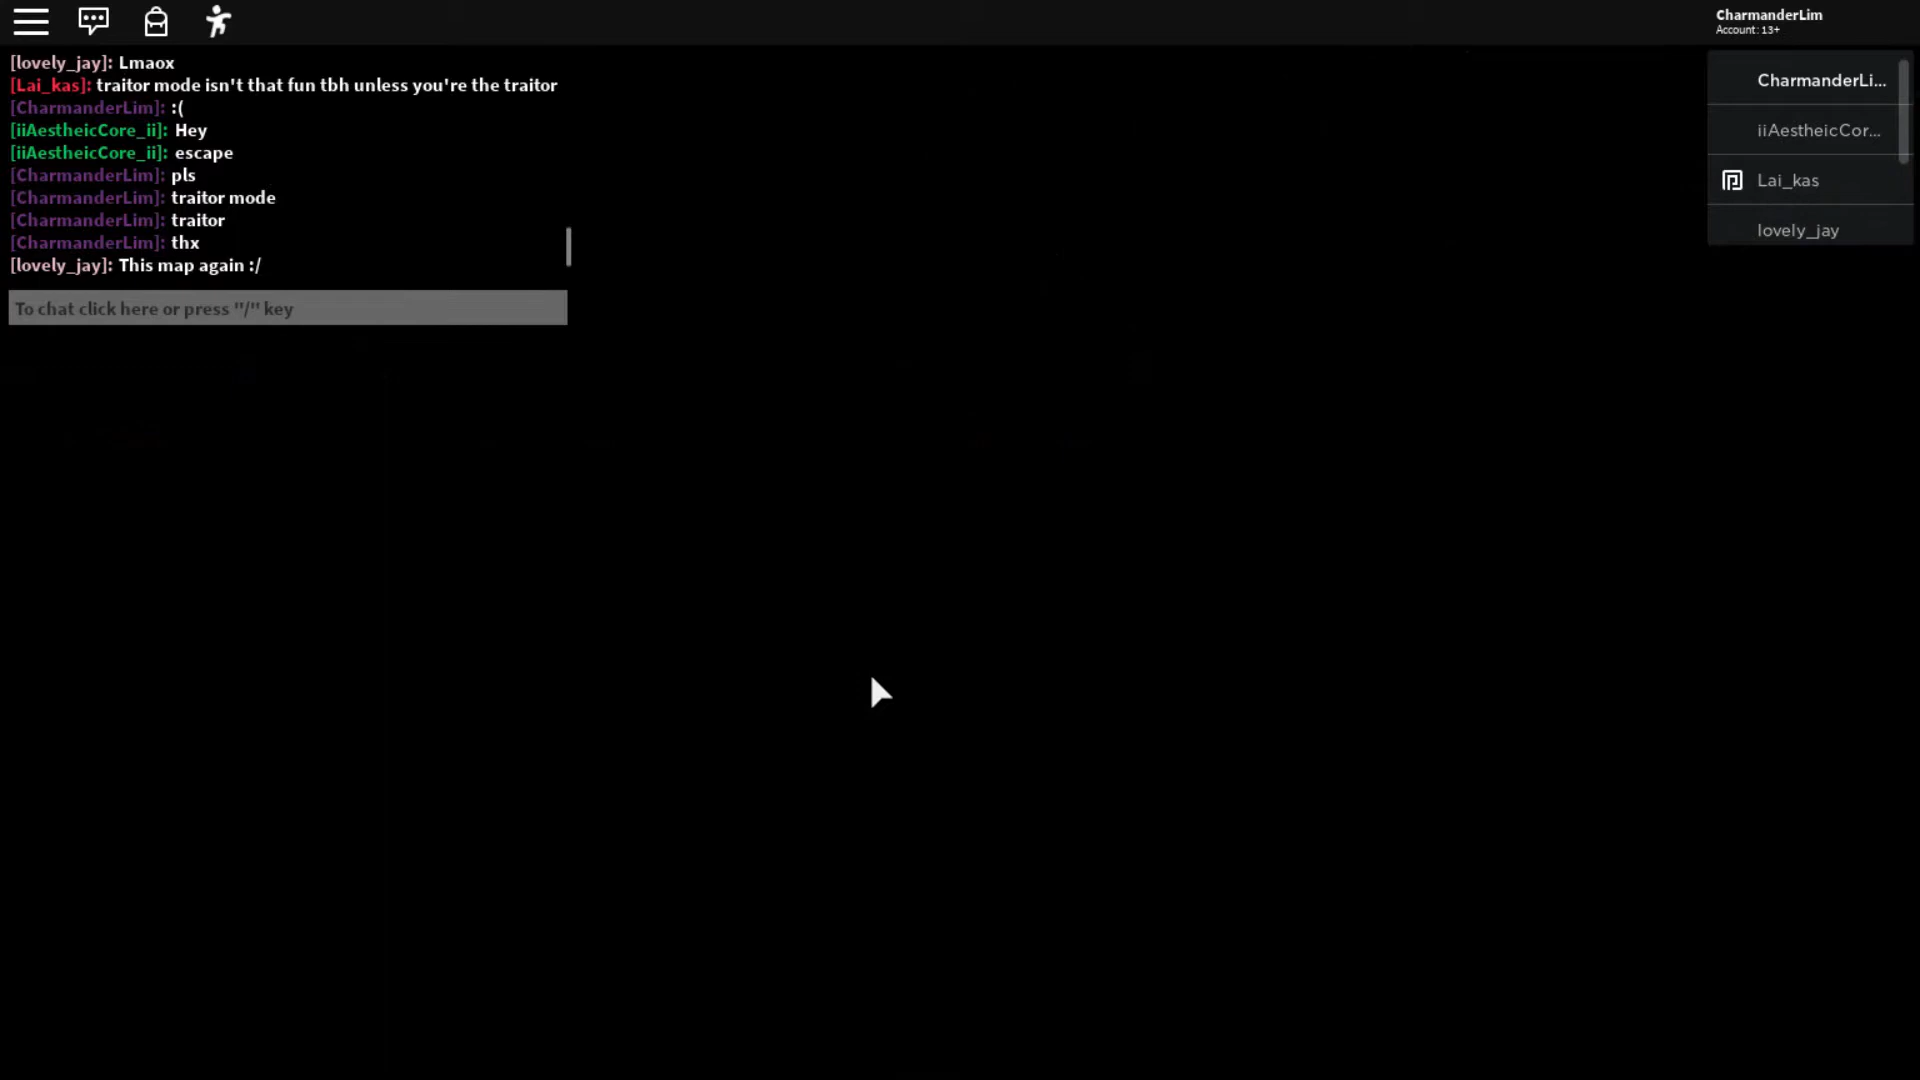 CharmanderLim
Account: 13+
[lovely_jay]: Lmaox
[Lai_kas]: traitor mode isn't that fun tbh unless you're the traitor
[CharmanderLim]: :(
[iiAestheicCore_ii]: Hey
[iiAestheicCore_ii]: escape
[CharmanderLim]: pls
[CharmanderLim]: traitor mode
[CharmanderLim]: traitor
[CharmanderLim]: thx
[lovely_jay]: This map again :/
To chat click here or press "/" key
CharmanderLi...
iiAestheicCor...
Lai_kas
lovely_jay